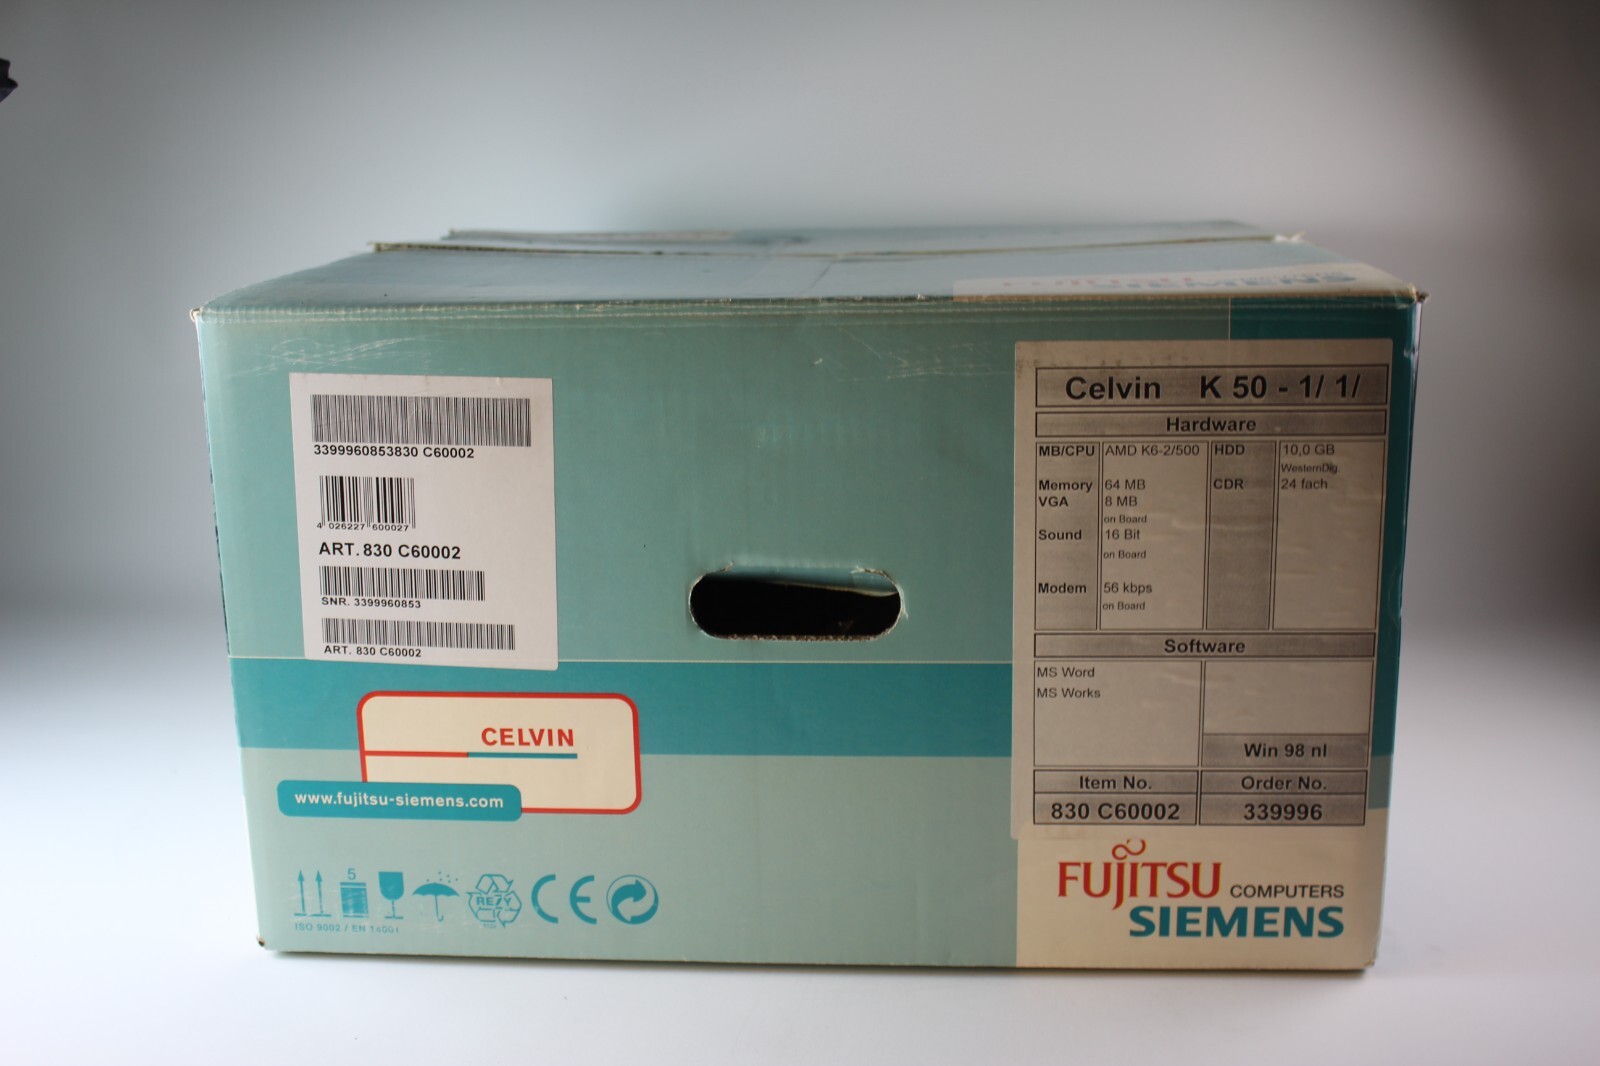 3399960853830 C60002
4 026227 600027
ART. 830 C60002
SNR. 3399960853
ART. 830 C60002
CELVIN
www.fujitsu-siemens.com
5
REZY
CE
ISO 9002 / EN 14001
Celvin K 50 - 1/ 1/
Hardware
MB/CPU AMD K6-2/500 HDD 10,0 GB
WesternDig.
Memory 64 MB CDR 24 fach
VGA 8 MB
on Board
Sound 16 Bit
on Board
Modem 56 kbps
on Board
Software
MS Word
MS Works
Win 98 nl
Item No. Order No.
830 C60002 339996
FUJITSU COMPUTERS
SIEMENS